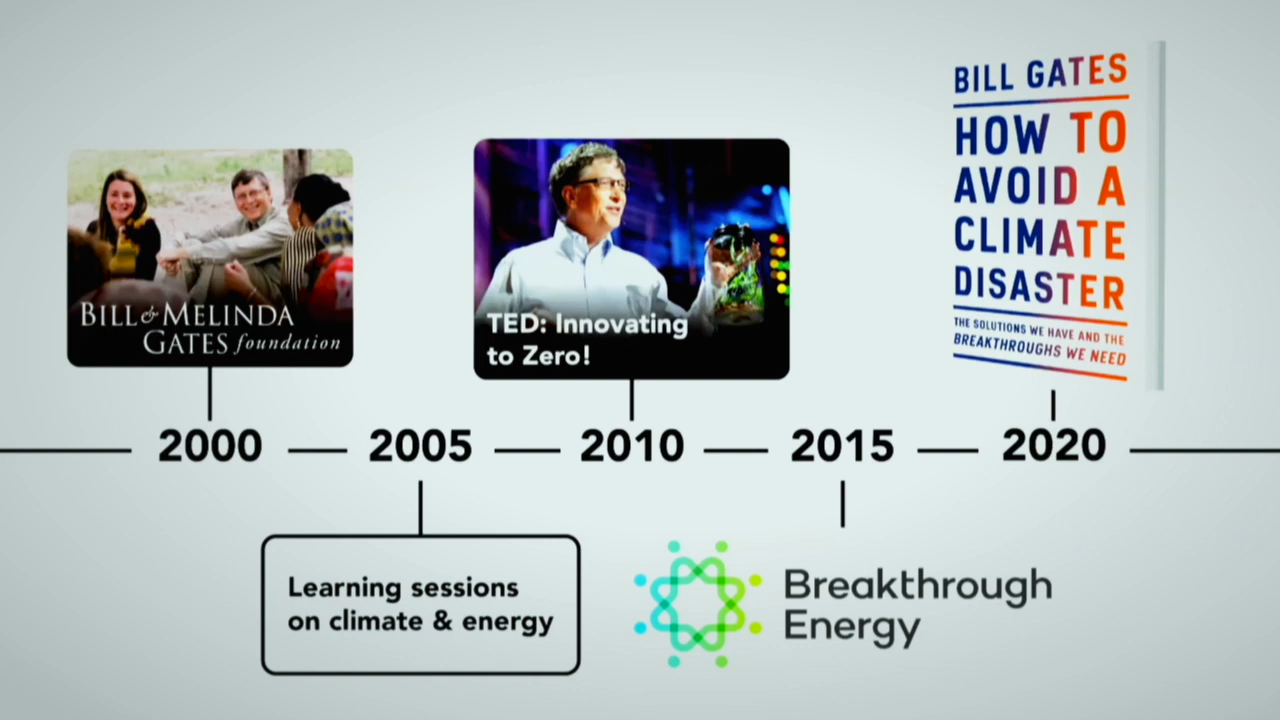 BILL & MELINDA
GATES foundation
TED: Innovating
to Zero!
BILL GATES
HOW TO
AVOID A
CLIMATE
DISASTER
THE SOLUTIONS WE HAVE AND THE
BREAKTHROUGHS WE NEED
2000
2005
2010
2015
2020
Learning sessions
on climate & energy
Breakthrough
Energy